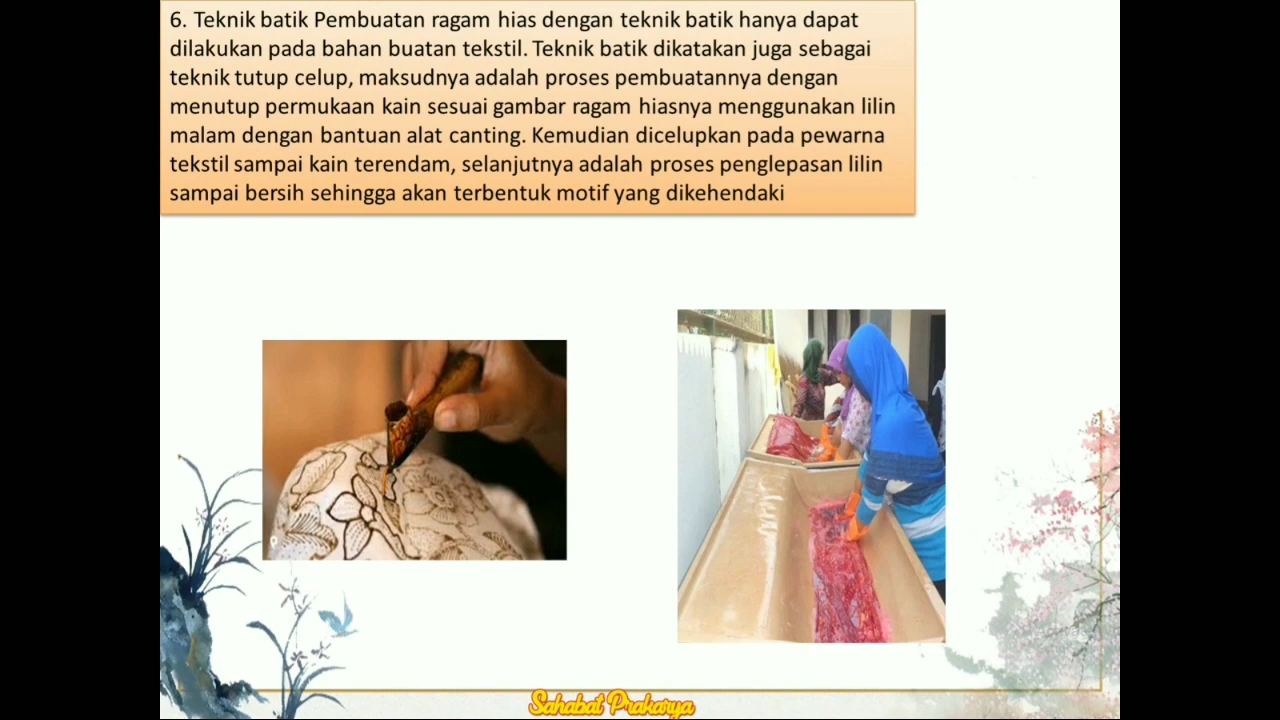 6. Teknik batik Pembuatan ragam hias dengan teknik batik hanya dapat
dilakukan pada bahan buatan tekstil. Teknik batik dikatakan juga sebagai
teknik tutup celup, maksudnya adalah proses pembuatannya dengan
menutup permukaan kain sesuai gambar ragam hiasnya menggunakan lilin
malam dengan bantuan alat canting. Kemudian dicelupkan pada pewarna
tekstil sampai kain terendam, selanjutnya adalah proses penglepasan lilin
sampai bersih sehingga akan terbentuk motif yang dikehendaki
Sahabat Prakarya